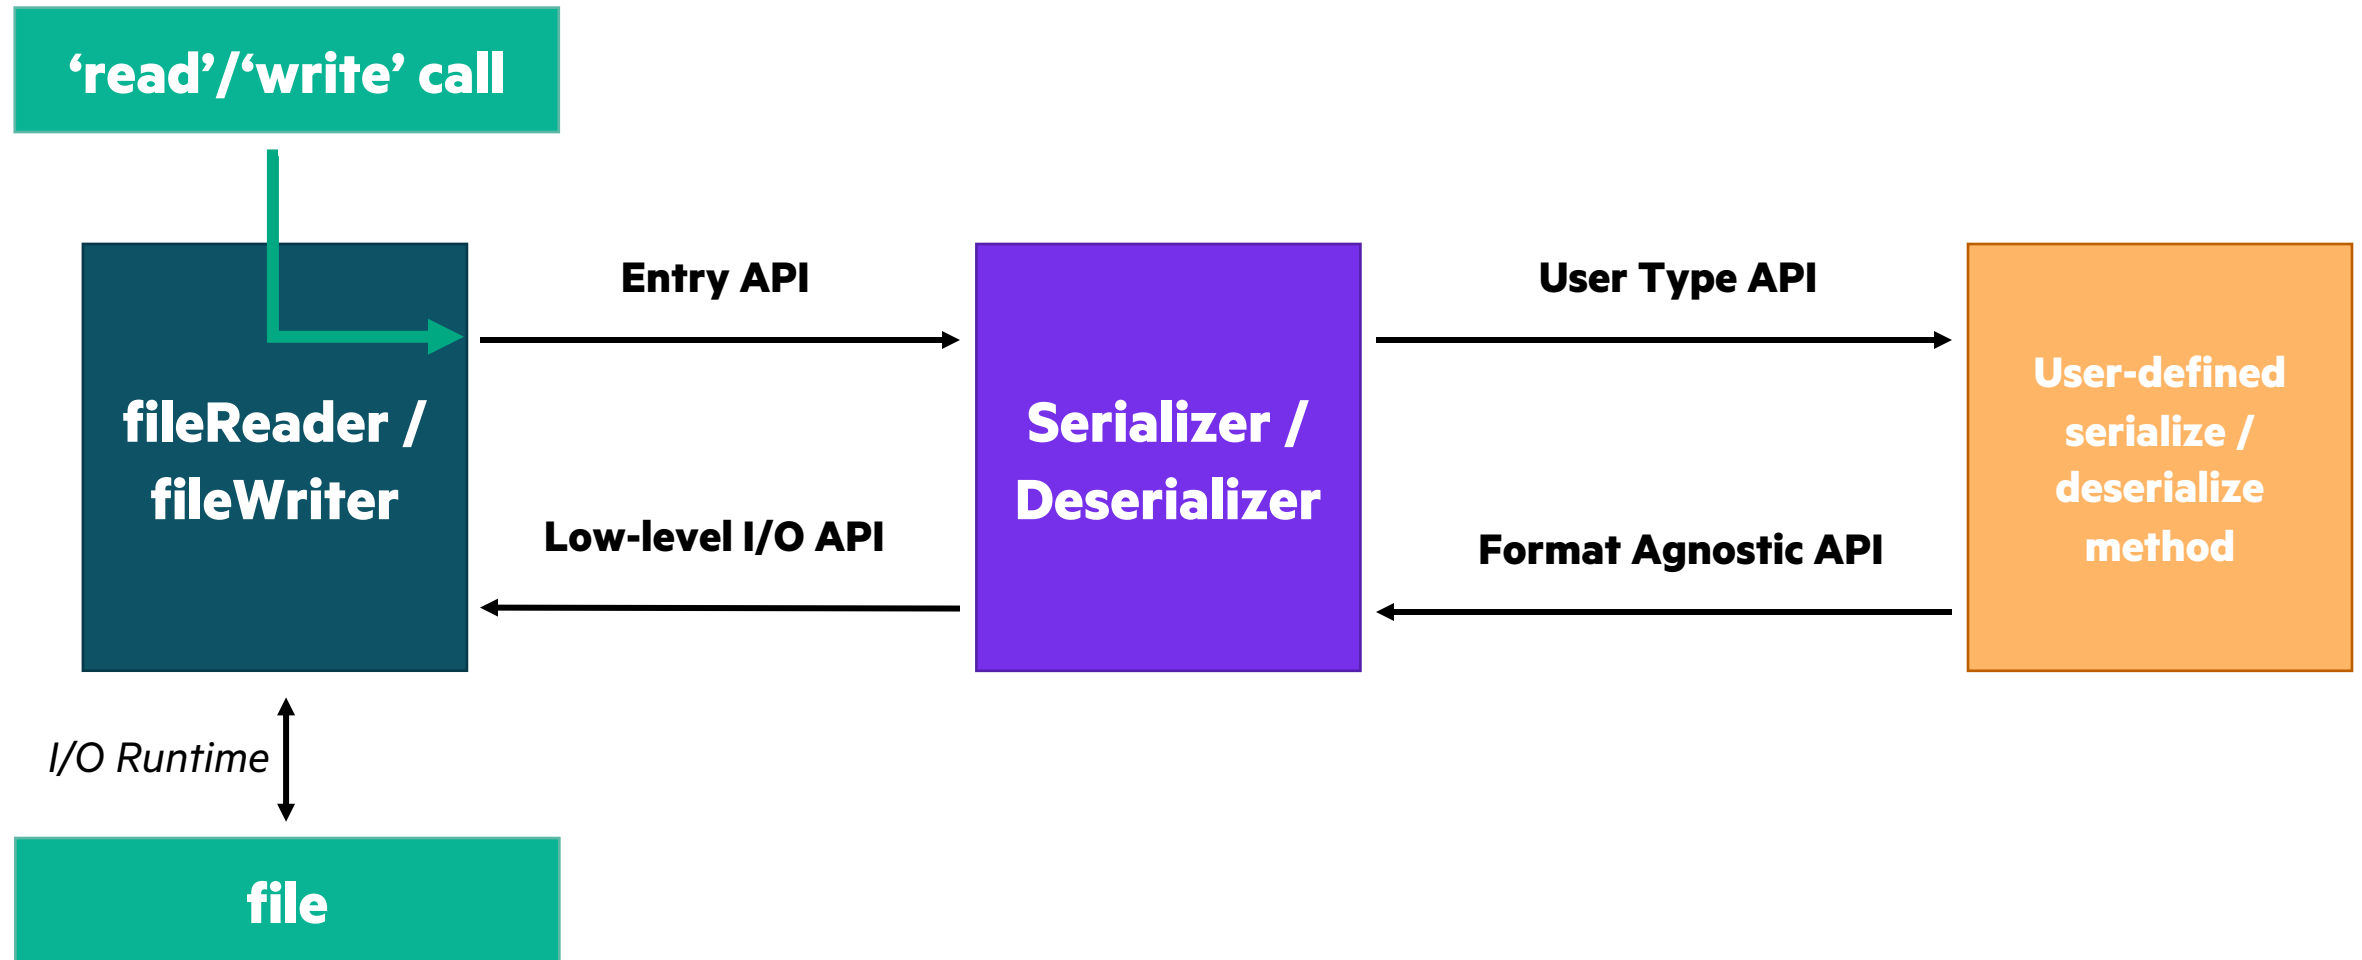 ‘read’/‘write’ call
Entry API
User Type API
fileReader /
fileWriter
Serializer /
Deserializer
User-defined
serialize /
deserialize
method
Low-level I/O API
Format Agnostic API
I/O Runtime
file